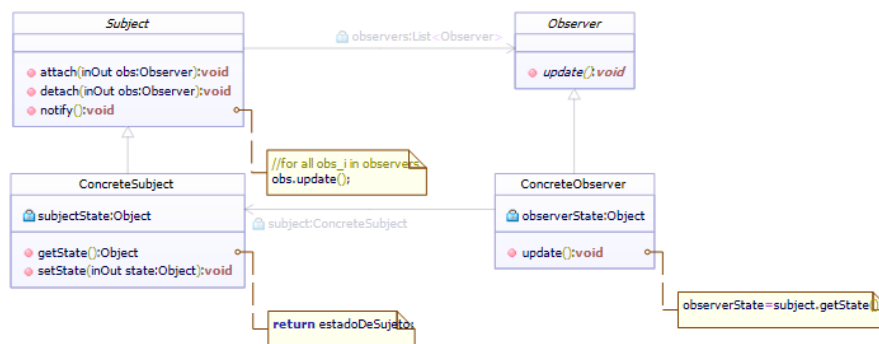 Subject
Observer
observers:List<Observer>
attach(inOut obs:Observer):void
detach(inOut obs:Observer):void
notify():void
update():void
//for all obs_i in observers
obs.update();
ConcreteSubject
ConcreteObserver
subjectState:Object
observerState:Object
subject:ConcreteSubject
getState():Object
setState(inOut state:Object):void
update():void
observerState=subject.getState()
return estadoDeSujeto;